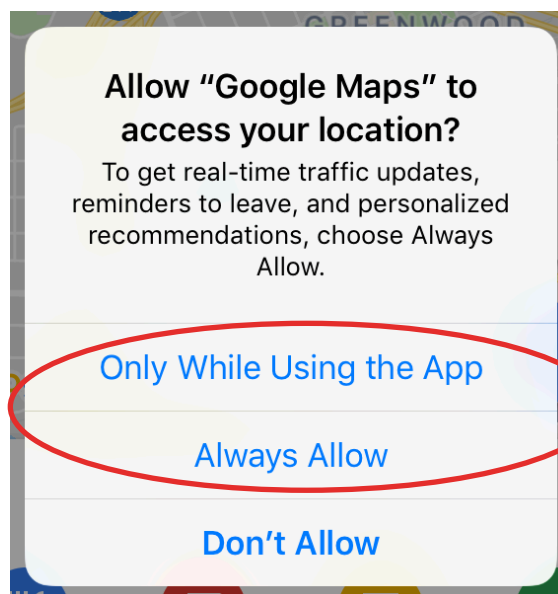 GREENWOOD
Allow “Google Maps” to
access your location?
To get real-time traffic updates,
reminders to leave, and personalized
recommendations, choose Always
Allow.
Only While Using the App
Always Allow
Don’t Allow